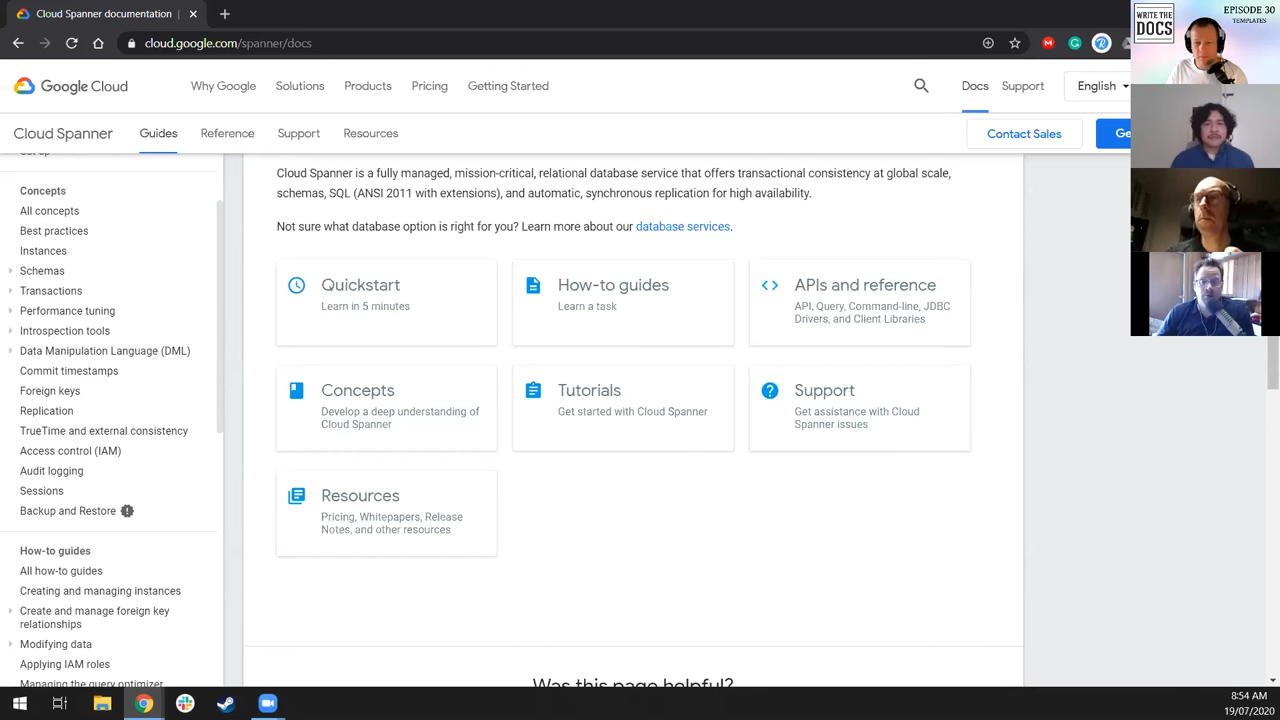 Cloud Spanner documentation
cloud.google.com/spanner/docs
WRITE THE DOCS
EPISODE 30
TEMPLATES
Google Cloud
Why Google
Solutions
Products
Pricing
Getting Started
Docs
Support
English
Cloud Spanner
Guides
Reference
Support
Resources
Contact Sales
Ge
Concepts
All concepts
Best practices
Instances
Schemas
Transactions
Performance tuning
Introspection tools
Data Manipulation Language (DML)
Commit timestamps
Foreign keys
Replication
TrueTime and external consistency
Access control (IAM)
Audit logging
Sessions
Backup and Restore
How-to guides
All how-to guides
Creating and managing instances
Create and manage foreign key
relationships
Modifying data
Applying IAM roles
Managing the query optimizer
Cloud Spanner is a fully managed, mission-critical, relational database service that offers transactional consistency at global scale,
schemas, SQL (ANSI 2011 with extensions), and automatic, synchronous replication for high availability.
Not sure what database option is right for you? Learn more about our database services.
Quickstart
Learn in 5 minutes
How-to guides
Learn a task
APIs and reference
API, Query, Command-line, JDBC
Drivers, and Client Libraries
Concepts
Develop a deep understanding of
Cloud Spanner
Tutorials
Get started with Cloud Spanner
Support
Get assistance with Cloud
Spanner issues
Resources
Pricing, Whitepapers, Release
Notes, and other resources
Was this page helpful?
8:54 AM
19/07/2020